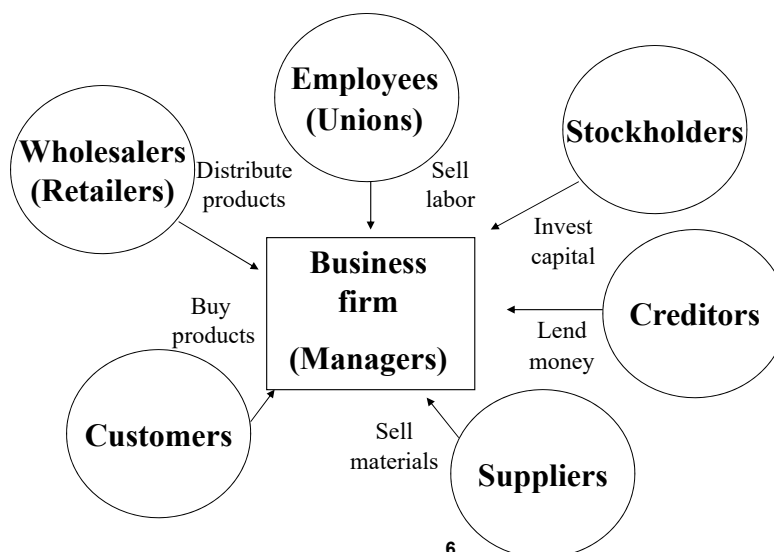 Employees
(Unions)
Stockholders
Wholesalers
(Retailers)
Distribute
products
Sell
labor
Invest
capital
Business
firm
(Managers)
Buy
products
Creditors
Lend
money
Customers
Sell
materials
Suppliers
6